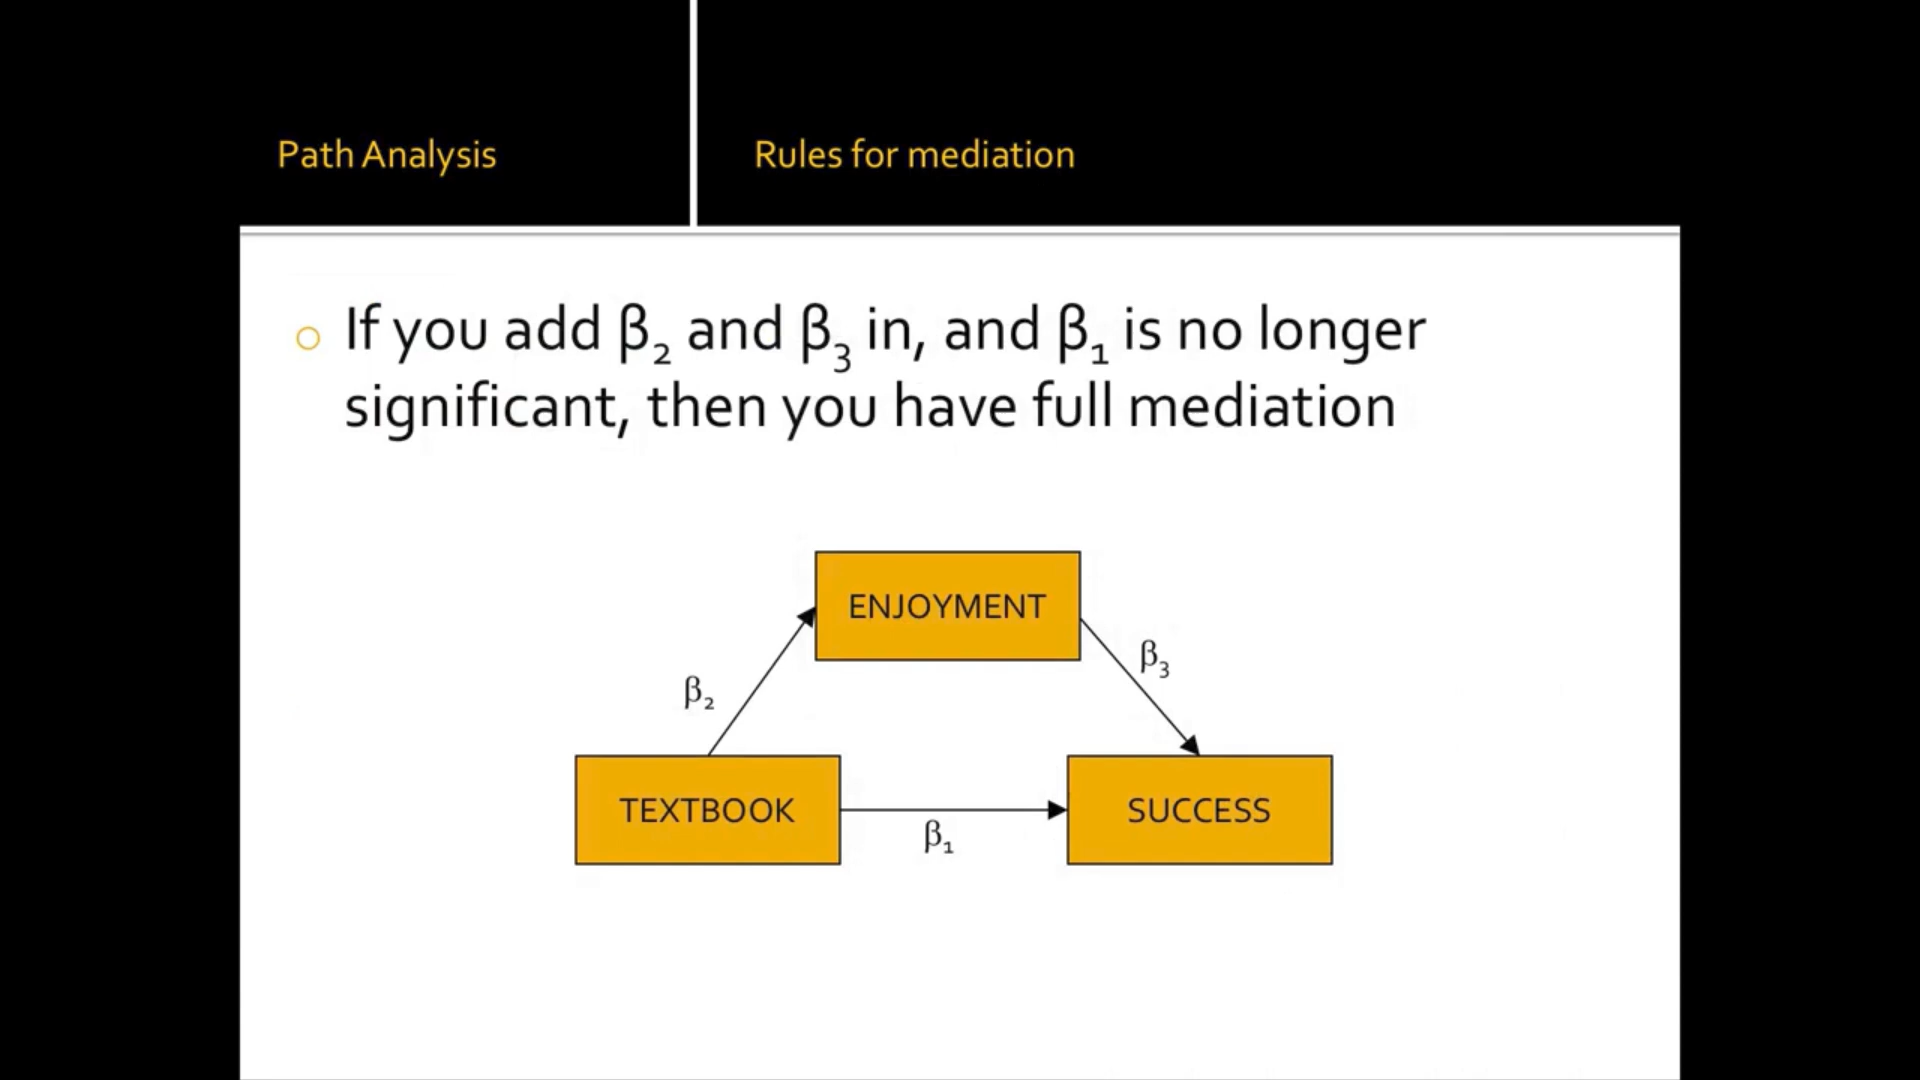 Path Analysis
Rules for mediation
If you add β₂ and β₃ in, and β₁ is no longer
significant, then you have full mediation
ENJOYMENT
β₃
β₂
TEXTBOOK
SUCCESS
β₁